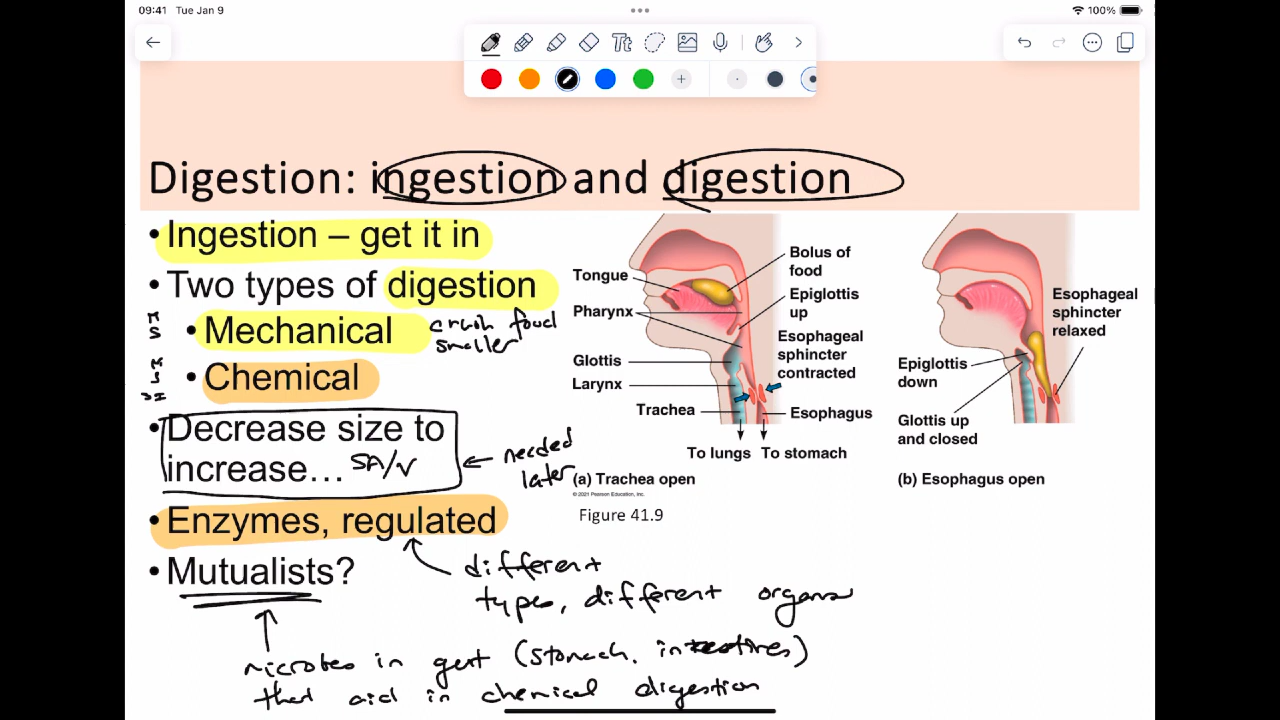 09:41 Tue Jan 9
100%
Tt
Digestion: ingestion and digestion
•Ingestion – get it in
•Two types of digestion
M
S
•Mechanical
crush food
smaller
M
S
SI
•Chemical
•Decrease size to
increase... SA/V
← needed
later
•Enzymes, regulated
•Mutualists?
different
types, different organs
microbes in gut (stomach, intestines)
that aid in chemical digestion
Tongue
Pharynx
Glottis
Larynx
Trachea
Bolus of
food
Epiglottis
up
Esophageal
sphincter
contracted
Esophagus
To lungs To stomach
(a) Trachea open
© 2021 Pearson Education, Inc.
Figure 41.9
Esophageal
sphincter
relaxed
Epiglottis
down
Glottis up
and closed
(b) Esophagus open